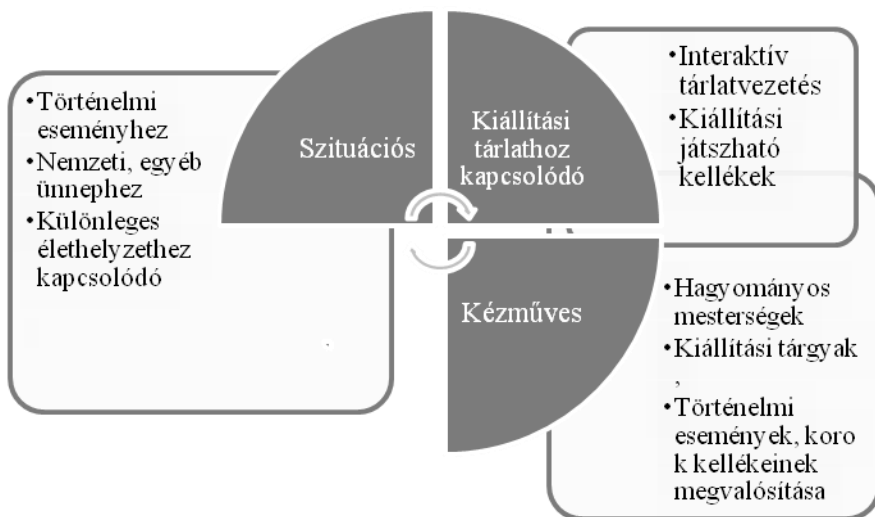 •Történelmi
eseményhez
•Nemzeti, egyéb
ünnephez
•Különleges
élethelyzethez
kapcsolódó
.
Szituációs
Kiállítási
tárlathoz
kapcsolódó
•Interaktív
tárlatvezetés
•Kiállítási
játszható
kellékek
Kézműves
•Hagyományos
mesterségek
•Kiállítási tárgyak
,
•Történelmi
események, koro
k kellékeinek
megvalósítása